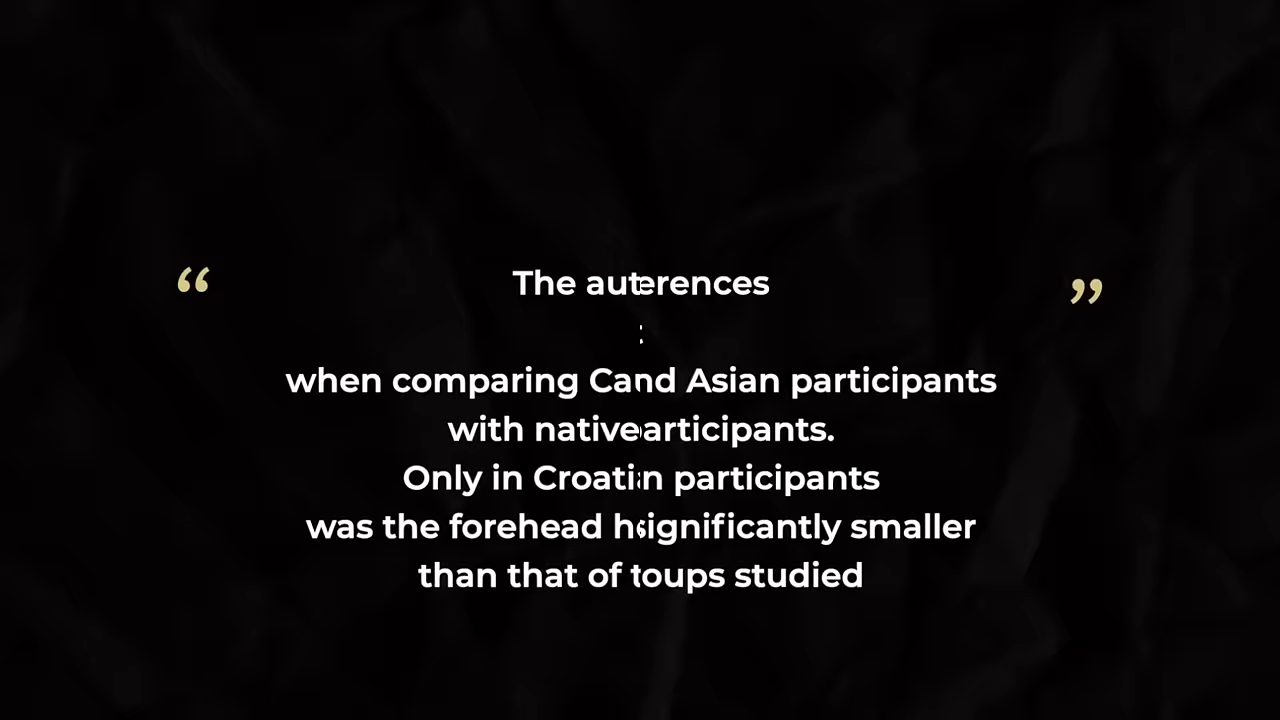 “ The auterences ”
:
when comparing Cand Asian participants
with nativearticipants.
Only in Croatin participants
was the forehead hsignificantly smaller
than that of toups studied